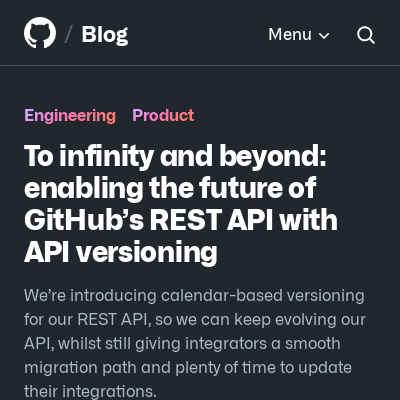 / Blog Menu
Engineering Product
To infinity and beyond:
enabling the future of
GitHub’s REST API with
API versioning
We’re introducing calendar-based versioning
for our REST API, so we can keep evolving our
API, whilst still giving integrators a smooth
migration path and plenty of time to update
their integrations.